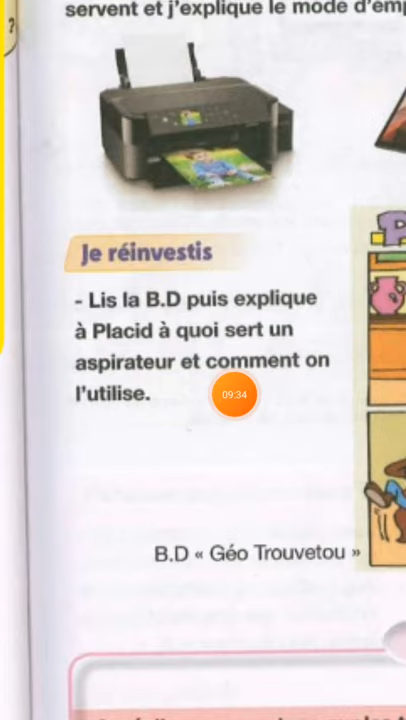 ?
servent et j'explique le mode d'em
Je réinvestis
- Lis la B.D puis explique
à Placid à quoi sert un
aspirateur et comment on
l'utilise.
09:34
B.D « Géo Trouvetou »